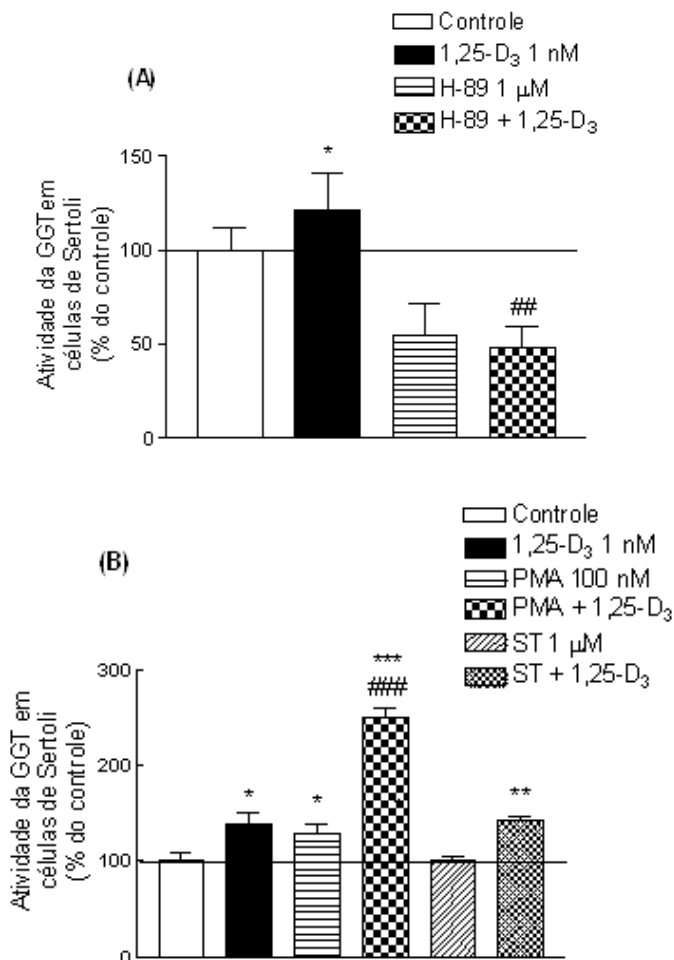 Controle
1,25-D₃ 1 nM
(A)
H-89 1 µM
H-89 + 1,25-D₃
Atividade da GGT em
células de Sertoli
(% do controle)
150
100
50
0
*
##
Controle
1,25-D₃ 1 nM
(B)
PMA 100 nM
PMA + 1,25-D₃
ST 1 µM
ST + 1,25-D₃
Atividade da GGT em
células de Sertoli
(% do controle)
300
200
100
0
*
*
***
###
**